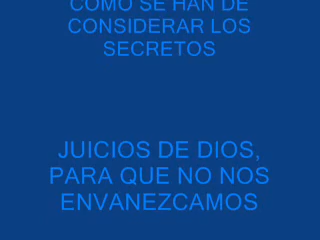 COMO SE HAN DE
CONSIDERAR LOS
SECRETOS
JUICIOS DE DIOS,
PARA QUE NO NOS
ENVANEZCAMOS